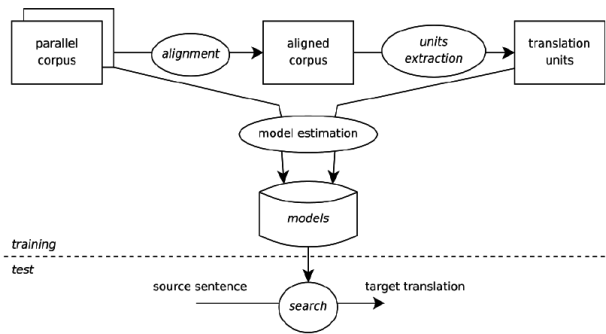 parallel
corpus
alignment
aligned
corpus
units
extraction
translation
units
model estimation
models
training
test
source sentence
target translation
search